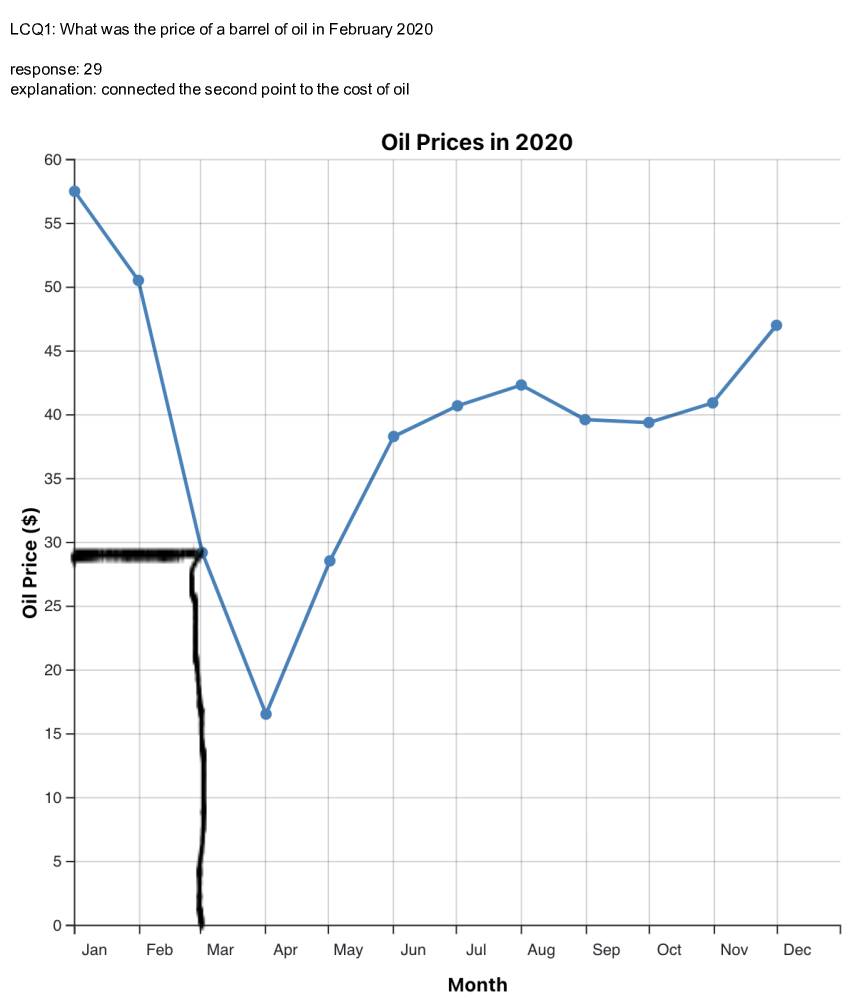 LCQ1: What was the price of a barrel of oil in February 2020
response: 29
explanation: connected the second point to the cost of oil
Oil Prices in 2020
60
55
50
45
40
35
30
25
20
15
10
5
0
Oil Price ($)
Jan Feb Mar Apr May Jun Jul Aug Sep Oct Nov Dec
Month